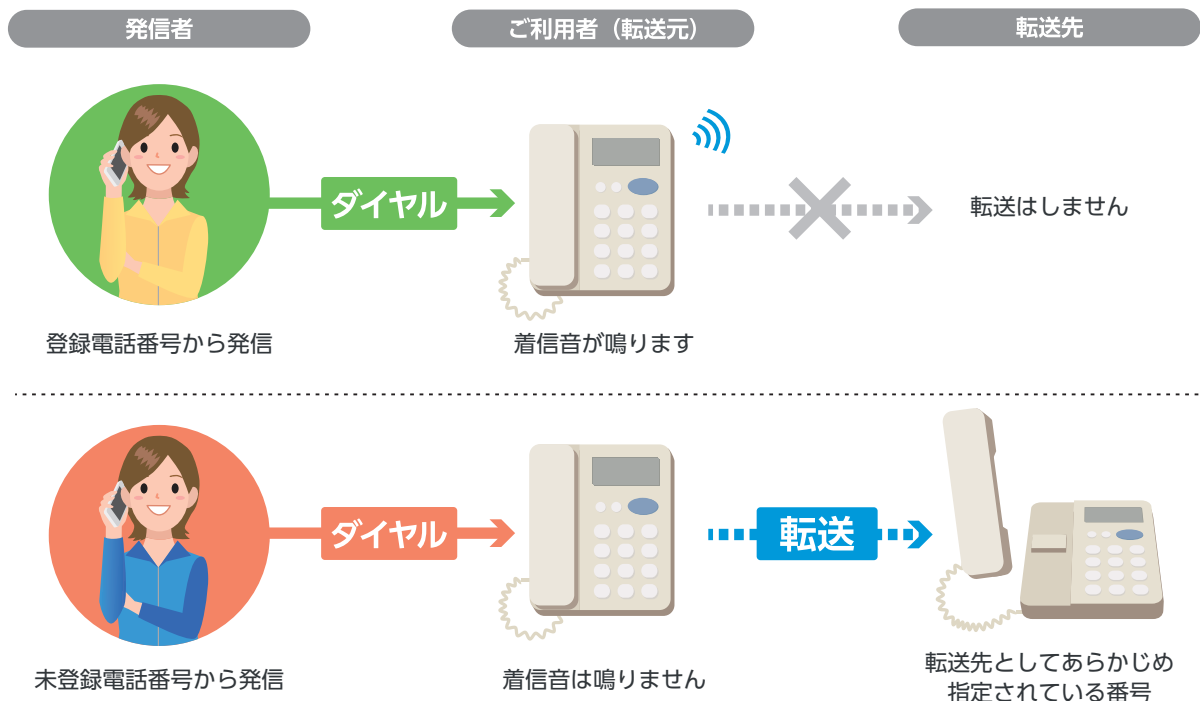 発信者
ご利用者（転送元）
転送先
ダイヤル
転送はしません
登録電話番号から発信
着信音が鳴ります
ダイヤル
転送
未登録電話番号から発信
着信音は鳴りません
転送先としてあらかじめ
指定されている番号